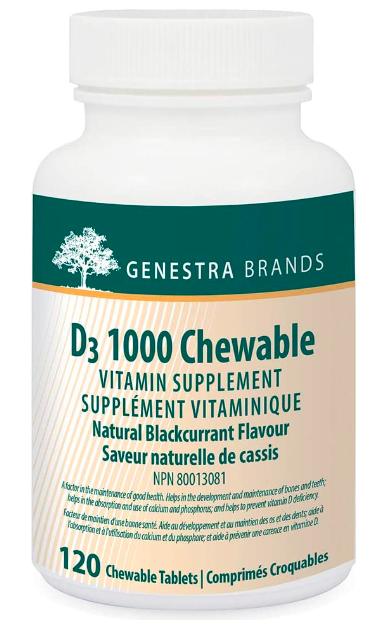 GENESTRA BRANDS
D3 1000 Chewable
VITAMIN SUPPLEMENT
SUPPLÉMENT VITAMINIQUE
Natural Blackcurrant Flavour
Saveur naturelle de cassis
NPN 80013081
A factor in the maintenance of good health. Helps in the development and maintenance of bones and teeth;
helps in the absorption and use of calcium and phosphorus; and helps to prevent vitamin D deficiency.
Facteur de maintien d'une bonne santé. Aide au développement et au maintien des os et des dents; aide à
l'absorption et à l'utilisation du calcium et du phosphore; et aide à prévenir une carence en vitamine D.
120 Chewable Tablets | Comprimés Croquables